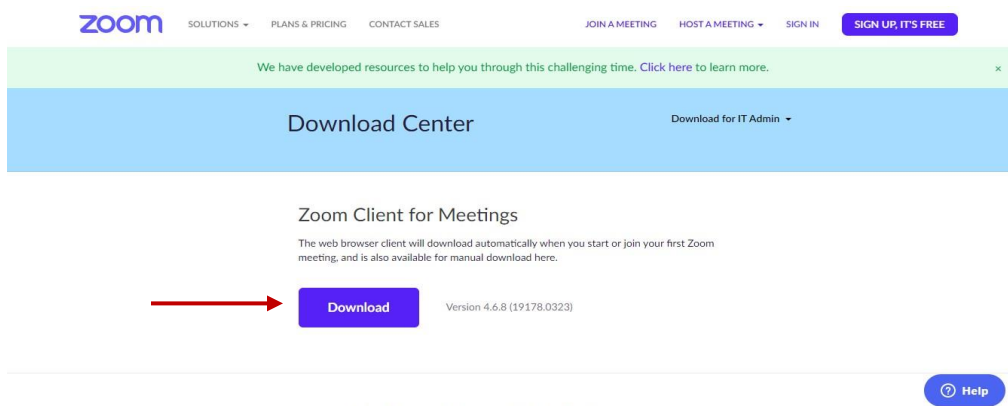 zoom SOLUTIONS PLANS & PRICING CONTACT SALES JOIN A MEETING HOST A MEETING SIGN IN SIGN UP, IT'S FREE
We have developed resources to help you through this challenging time. Click here to learn more. ×
Download Center Download for IT Admin
Zoom Client for Meetings
The web browser client will download automatically when you start or join your first Zoom
meeting, and is also available for manual download here.
Download Version 4.6.8 (19178.0323)
? Help